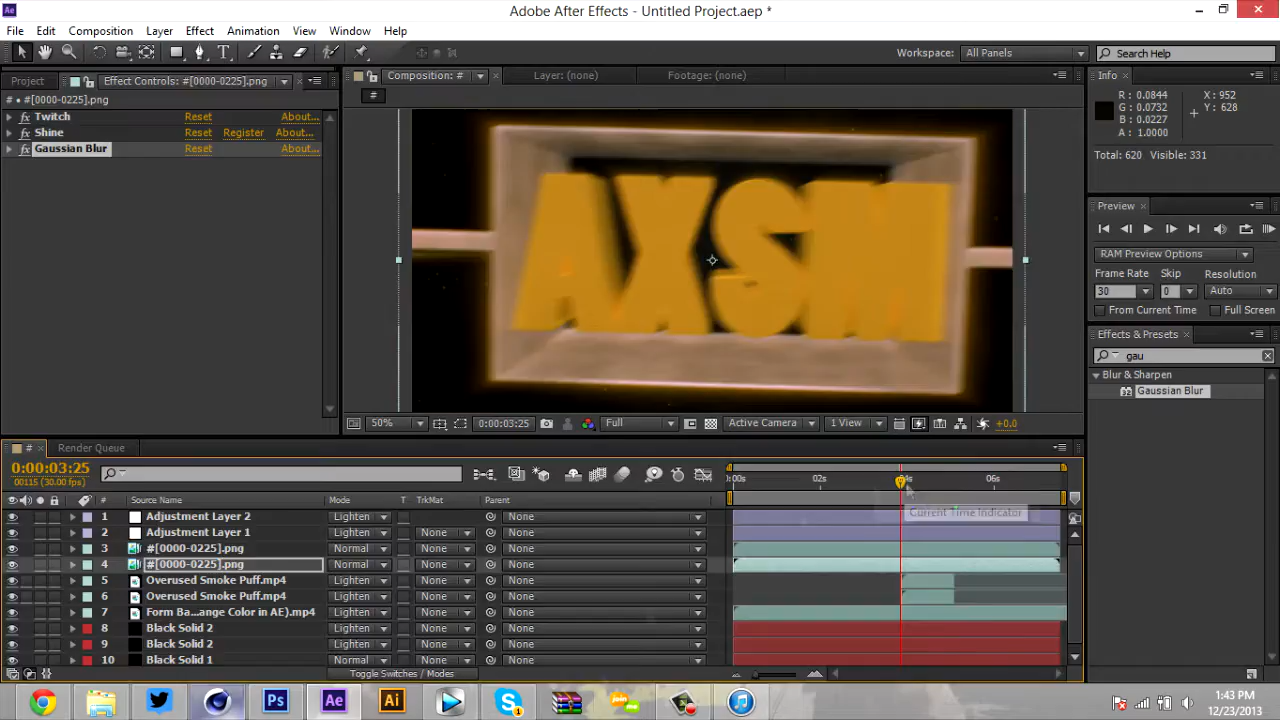 Ae
Adobe After Effects - Untitled Project.aep *
File Edit Composition Layer Effect Animation View Window Help
Workspace: All Panels
Search Help
Project
Effect Controls: #[0000-0225].png
# • #[0000-0225].png
fx Twitch Reset About...
fx Shine Reset Register About...
fx Gaussian Blur Reset About...
Composition: #
Layer: (none)
Footage: (none)
#
AXSM
50%
0:00:03:25
Full
Active Camera
1 View
+0.0
Info
R : 0.0844
G : 0.0732
B : 0.0227
A : 1.0000
X : 952
Y : 628
Total: 620 Visible: 331
Preview
RAM Preview Options
Frame Rate Skip Resolution
30 0 Auto
From Current Time Full Screen
Effects & Presets
gau
Blur & Sharpen
32 Gaussian Blur
# Render Queue
0:00:03:25
00115 (30.00 fps)
:00s 02s 04s 06s
Current Time Indicator
# Source Name Mode T TrkMat Parent
1 Adjustment Layer 2 Lighten None
2 Adjustment Layer 1 Lighten None None
3 #[0000-0225].png Normal None None
4 #[0000-0225].png Normal None None
5 Overused Smoke Puff.mp4 Lighten None None
6 Overused Smoke Puff.mp4 Lighten None None
7 Form Ba...ange Color in AE).mp4 Lighten None None
8 Black Solid 2 Lighten None None
9 Black Solid 2 Lighten None None
10 Black Solid 1 Normal None None
Toggle Switches / Modes
Ps Ae Ai S
1:43 PM
12/23/2013